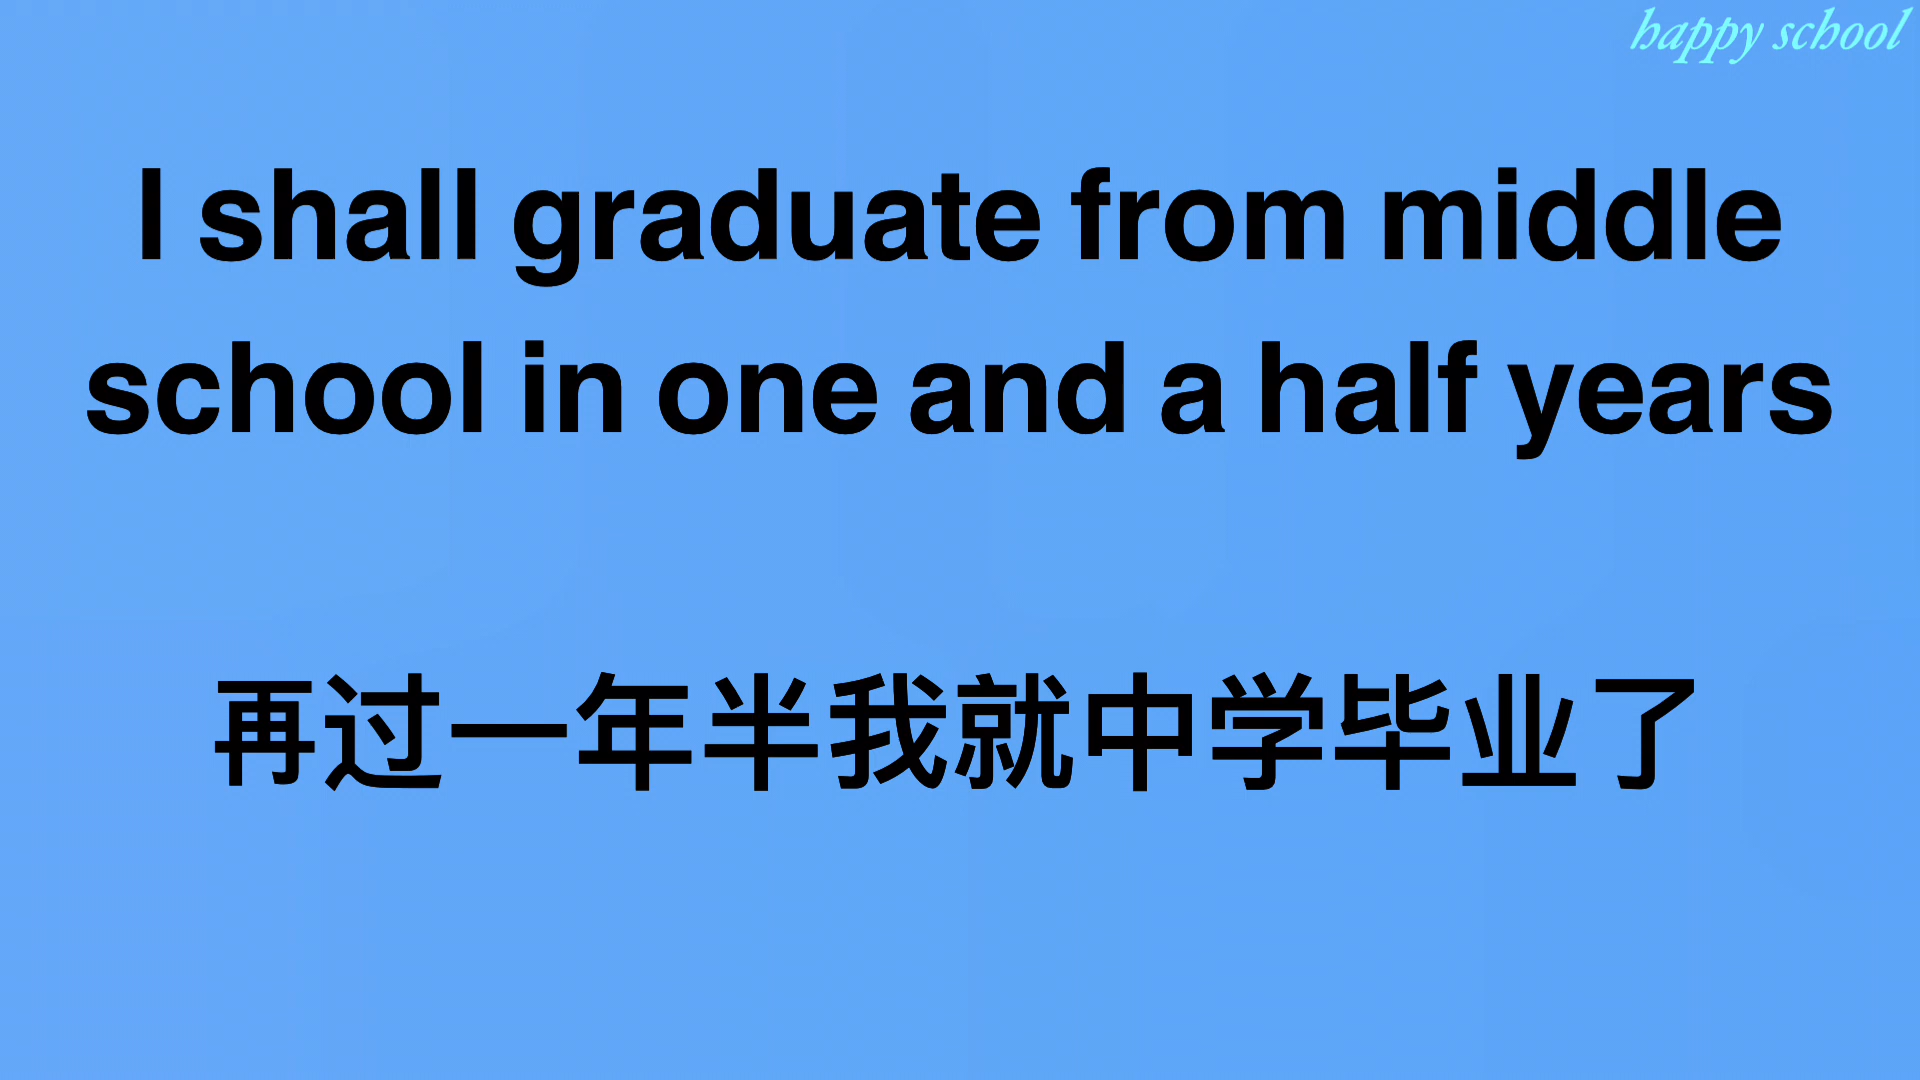 happy school
I shall graduate from middle
school in one and a half years
再过一年半我就中学毕业了